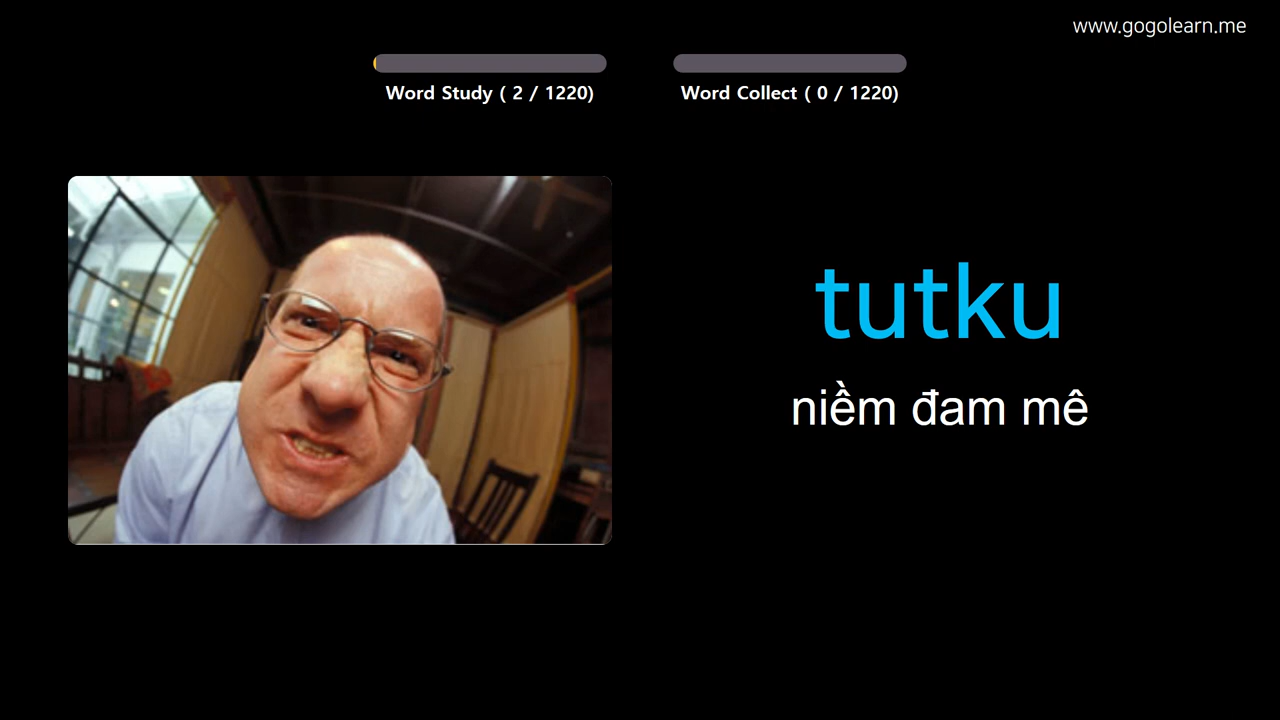 www.gogolearn.me
Word Study ( 2 / 1220)
Word Collect ( 0 / 1220)
tutku
niềm đam mê